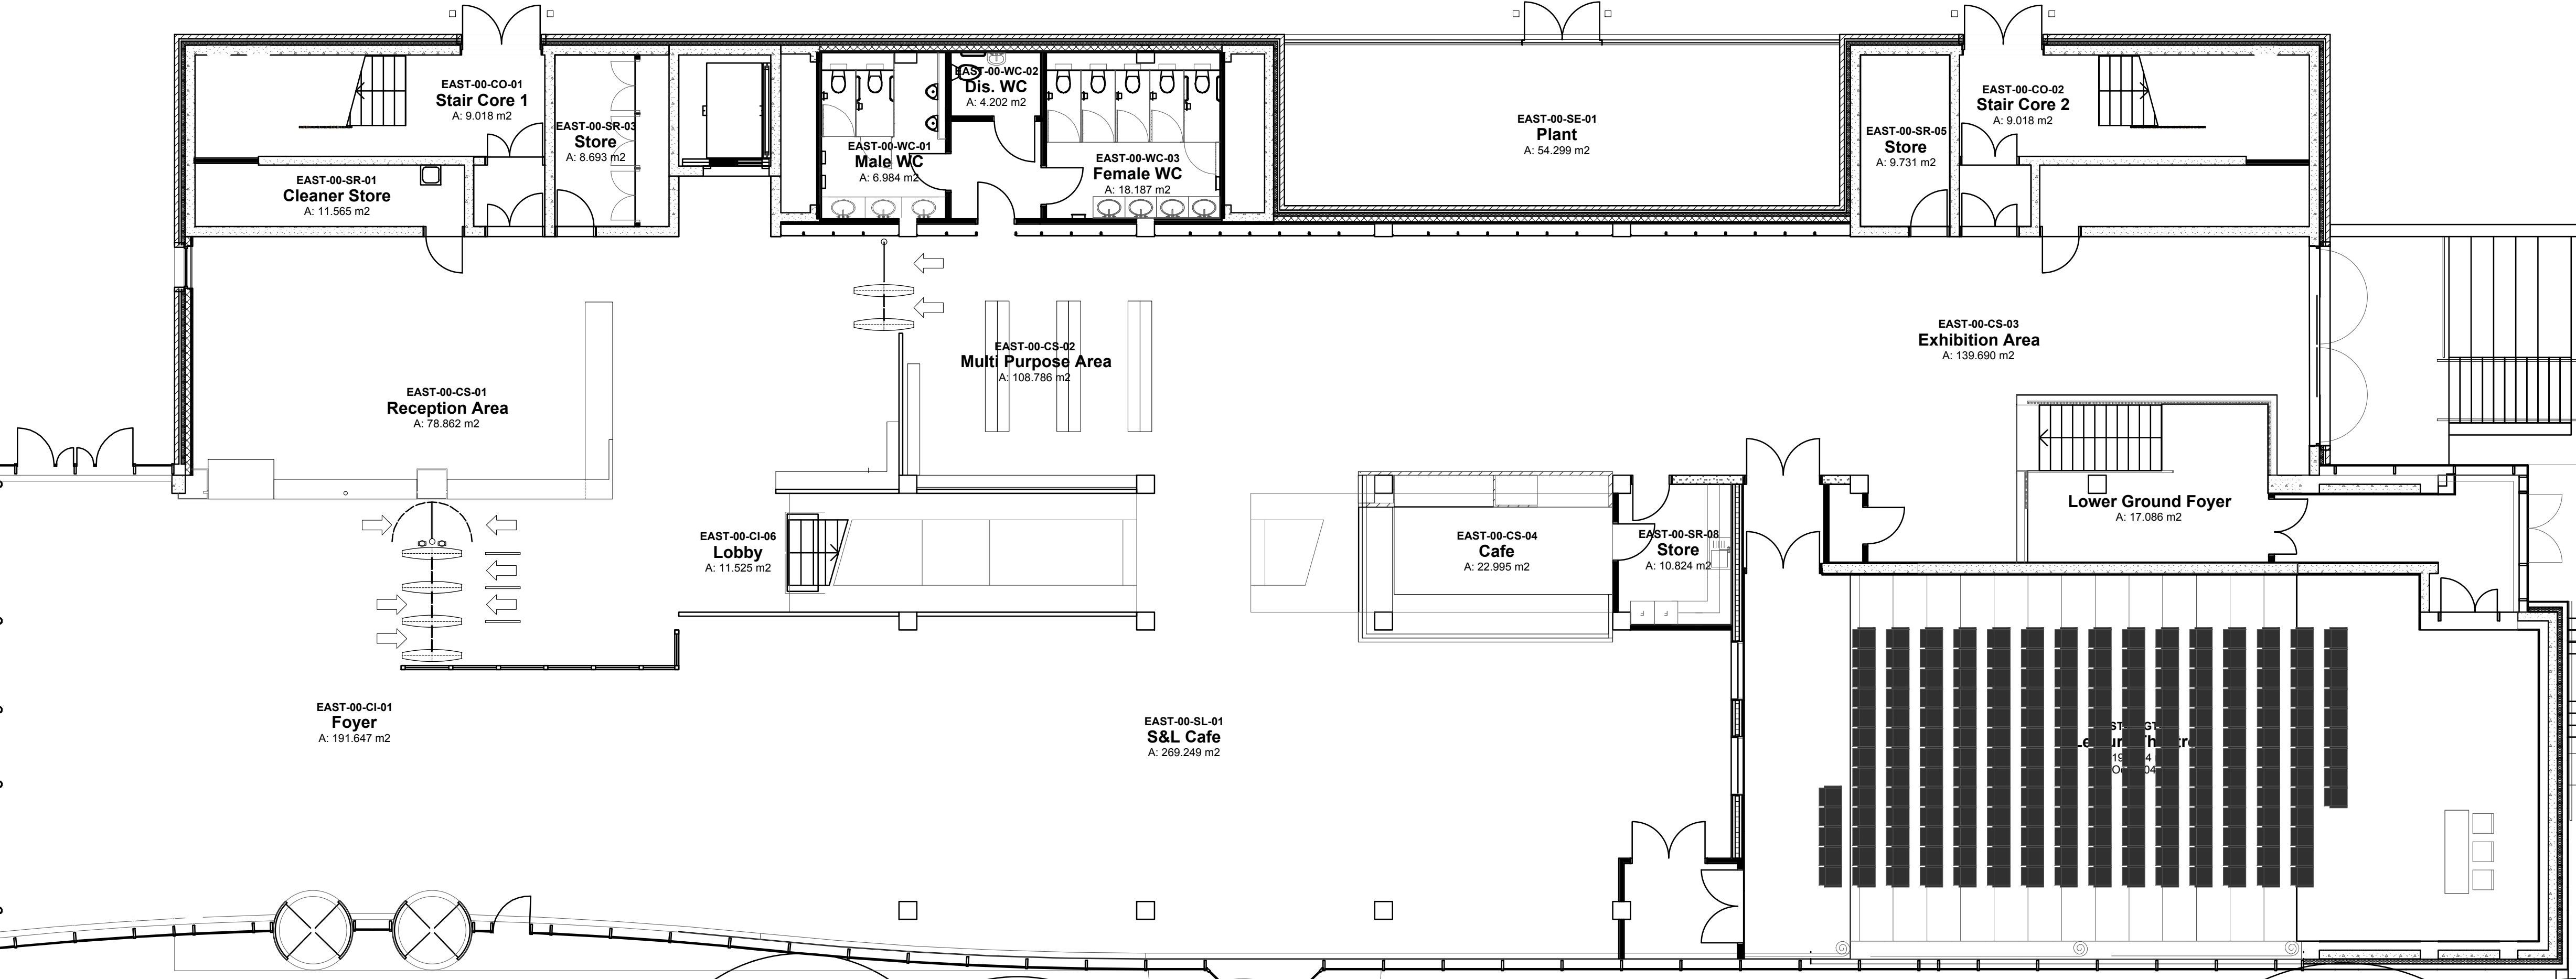 EAST-00-CO-01
Stair Core 1
A: 9.018 m2
EAST-00-SR-03
Store
A: 8.693 m2
EAST-00-SR-01
Cleaner Store
A: 11.565 m2
EAST-00-WC-01
Male WC
A: 6.984 m2
EAST-00-WC-02
Dis. WC
A: 4.202 m2
EAST-00-WC-03
Female WC
A: 18.187 m2
EAST-00-SE-01
Plant
A: 54.299 m2
EAST-00-SR-05
Store
A: 9.731 m2
EAST-00-CO-02
Stair Core 2
A: 9.018 m2
EAST-00-CS-01
Reception Area
A: 78.862 m2
EAST-00-CS-02
Multi Purpose Area
A: 108.786 m2
EAST-00-CS-03
Exhibition Area
A: 139.690 m2
EAST-00-CI-06
Lobby
A: 11.525 m2
EAST-00-CS-04
Cafe
A: 22.995 m2
EAST-00-SR-08
Store
A: 10.824 m2
Lower Ground Foyer
A: 17.086 m2
EAST-00-CI-01
Foyer
A: 191.647 m2
EAST-00-SL-01
S&L Cafe
A: 269.249 m2